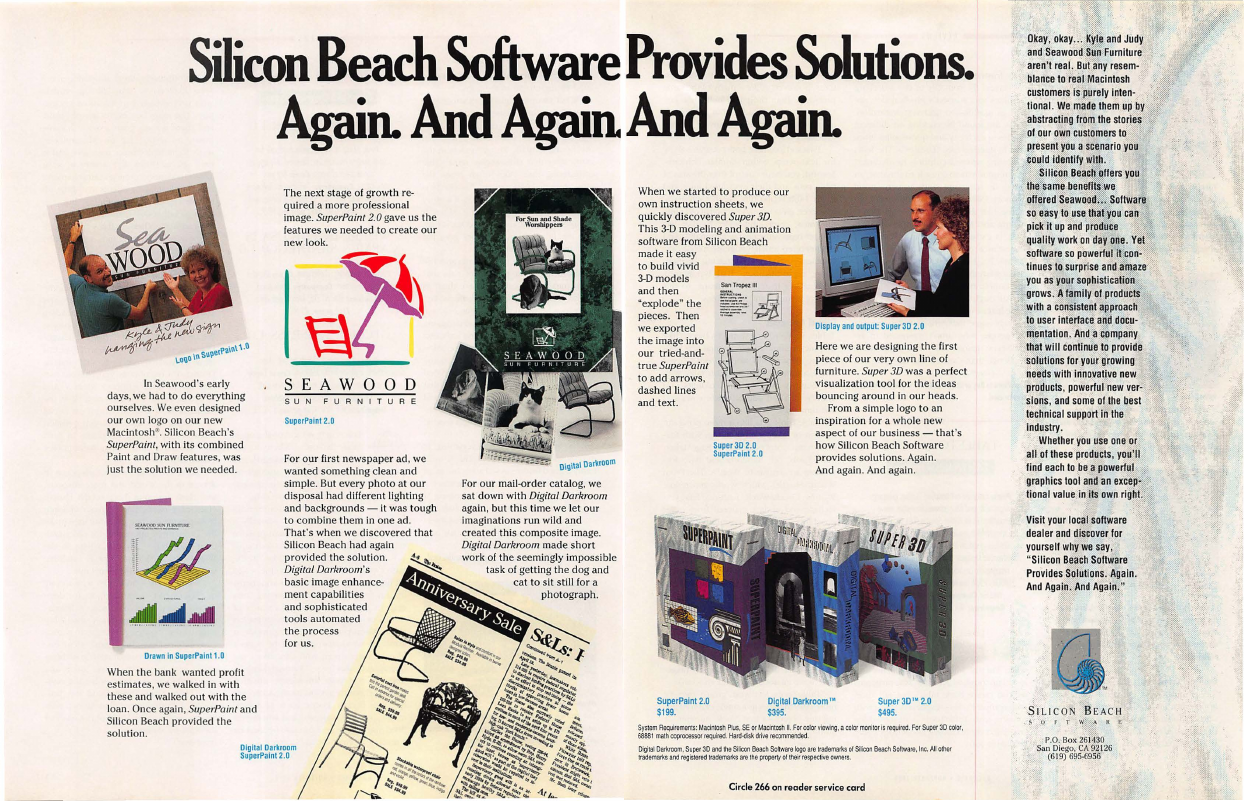 Silicon Beach Software Provides Solutions.
Again. And Again. And Again.
Sea
WOOD
SUN FURNITURE
Kyle & Judy
hanging the new sign
Logo in SuperPaint 1.0
In Seawood's early
days, we had to do everything
ourselves. We even designed
our own logo on our new
Macintosh®. Silicon Beach's
SuperPaint, with its combined
Paint and Draw features, was
just the solution we needed.
SEAWOOD SUN FURNITURE
Drawn in SuperPaint 1.0
When the bank wanted profit
estimates, we walked in with
these and walked out with the
loan. Once again, SuperPaint and
Silicon Beach provided the
solution.
The next stage of growth re-
quired a more professional
image. SuperPaint 2.0 gave us the
features we needed to create our
new look.
SEAWOOD
SUN FURNITURE
SuperPaint 2.0
For our first newspaper ad, we
wanted something clean and
simple. But every photo at our
disposal had different lighting
and backgrounds — it was tough
to combine them in one ad.
That's when we discovered that
Silicon Beach had again
provided the solution.
Digital Darkroom's
basic image enhance-
ment capabilities
and sophisticated
tools automated
the process
for us.
Digital Darkroom
SuperPaint 2.0
A-4 The Issue
Anniversary Sale
S&Ls:
For Sun and Shade
Worshippers
SEAWOOD
SUN FURNITURE
Digital Darkroom
For our mail-order catalog, we
sat down with Digital Darkroom
again, but this time we let our
imaginations run wild and
created this composite image.
Digital Darkroom made short
work of the seemingly impossible
task of getting the dog and
cat to sit still for a
photograph.
When we started to produce our
own instruction sheets, we
quickly discovered Super 3D.
This 3-D modeling and animation
software from Silicon Beach
made it easy
to build vivid
3-D models
and then
"explode" the
pieces. Then
we exported
the image into
our tried-and-
true SuperPaint
to add arrows,
dashed lines
and text.
San Tropez III
GENERAL
INSTRUCTIONS
Super 3D 2.0
SuperPaint 2.0
Display and output: Super 3D 2.0
Here we are designing the first
piece of our very own line of
furniture. Super 3D was a perfect
visualization tool for the ideas
bouncing around in our heads.
From a simple logo to an
inspiration for a whole new
aspect of our business — that's
how Silicon Beach Software
provides solutions. Again.
And again. And again.
SUPERPAINT
SUPERPAINT
DIGITAL DARKROOM
DIGITAL DARKROOM
SUPER 3D
SUPER 3D
SuperPaint 2.0
$199.
Digital Darkroom™
$395.
Super 3D™ 2.0
$495.
System Requirements: Macintosh Plus, SE or Macintosh II. For color viewing, a color monitor is required. For Super 3D color,
68881 math coprocessor required. Hard-disk drive recommended.
Digital Darkroom, Super 3D and the Silicon Beach Software logo are trademarks of Silicon Beach Software, Inc. All other
trademarks and registered trademarks are the property of their respective owners.
Circle 266 on reader service card
Okay, okay... Kyle and Judy
and Seawood Sun Furniture
aren't real. But any resem-
blance to real Macintosh
customers is purely inten-
tional. We made them up by
abstracting from the stories
of our own customers to
present you a scenario you
could identify with.
Silicon Beach offers you
the same benefits we
offered Seawood... Software
so easy to use that you can
pick it up and produce
quality work on day one. Yet
software so powerful it con-
tinues to surprise and amaze
you as your sophistication
grows. A family of products
with a consistent approach
to user interface and docu-
mentation. And a company
that will continue to provide
solutions for your growing
needs with innovative new
products, powerful new ver-
sions, and some of the best
technical support in the
industry.
Whether you use one or
all of these products, you'll
find each to be a powerful
graphics tool and an excep-
tional value in its own right.
Visit your local software
dealer and discover for
yourself why we say,
"Silicon Beach Software
Provides Solutions. Again.
And Again. And Again."
SILICON BEACH
SOFTWARE
P.O. Box 261430
San Diego, CA 92126
(619) 695-6956